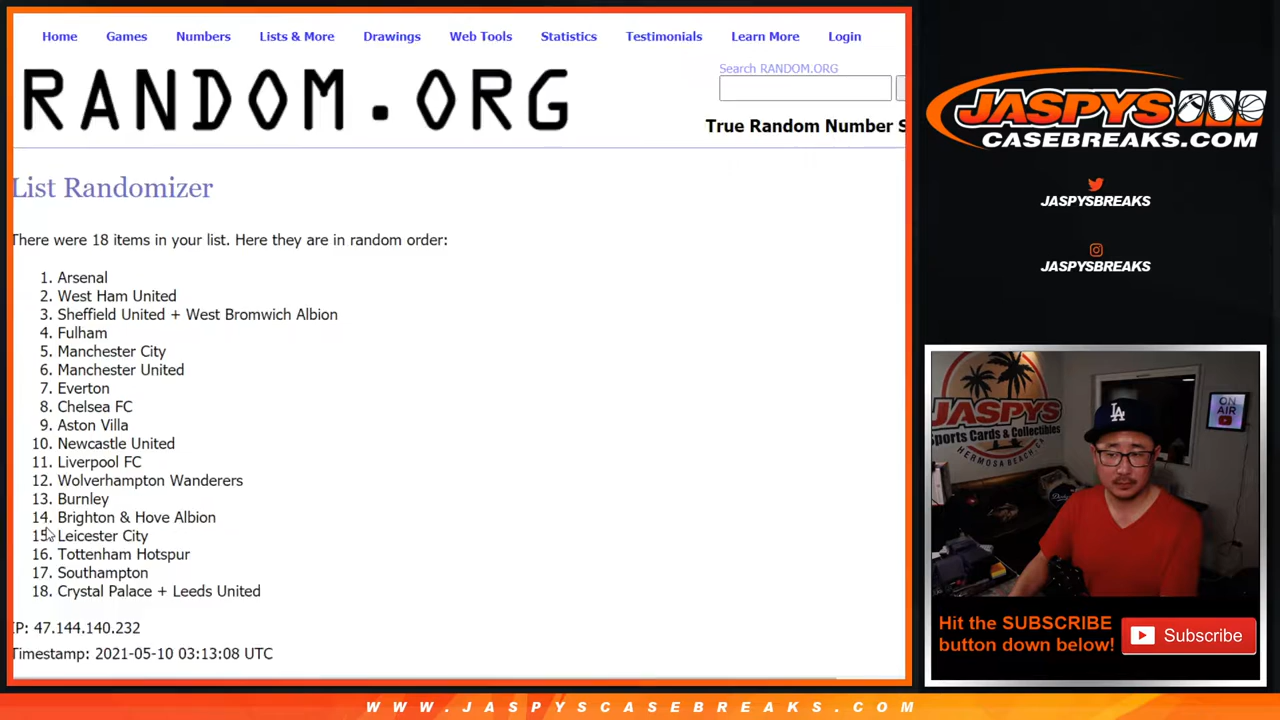 Home Games Numbers Lists & More Drawings Web Tools Statistics Testimonials Learn More Login
RANDOM.ORG
Search RANDOM.ORG
True Random Number S
List Randomizer
There were 18 items in your list. Here they are in random order:
1. Arsenal
2. West Ham United
3. Sheffield United + West Bromwich Albion
4. Fulham
5. Manchester City
6. Manchester United
7. Everton
8. Chelsea FC
9. Aston Villa
10. Newcastle United
11. Liverpool FC
12. Wolverhampton Wanderers
13. Burnley
14. Brighton & Hove Albion
15. Leicester City
16. Tottenham Hotspur
17. Southampton
18. Crystal Palace + Leeds United
IP: 47.144.140.232
Timestamp: 2021-05-10 03:13:08 UTC
JASPYS
CASEBREAKS.COM
JASPYSBREAKS
JASPYSBREAKS
JASPYS
Sports Cards & Collectibles
HERMOSA BEACH, CA
LA
ON AIR
Hit the SUBSCRIBE
button down below!
Subscribe
WWW.JASPYSCASEBREAKS.COM